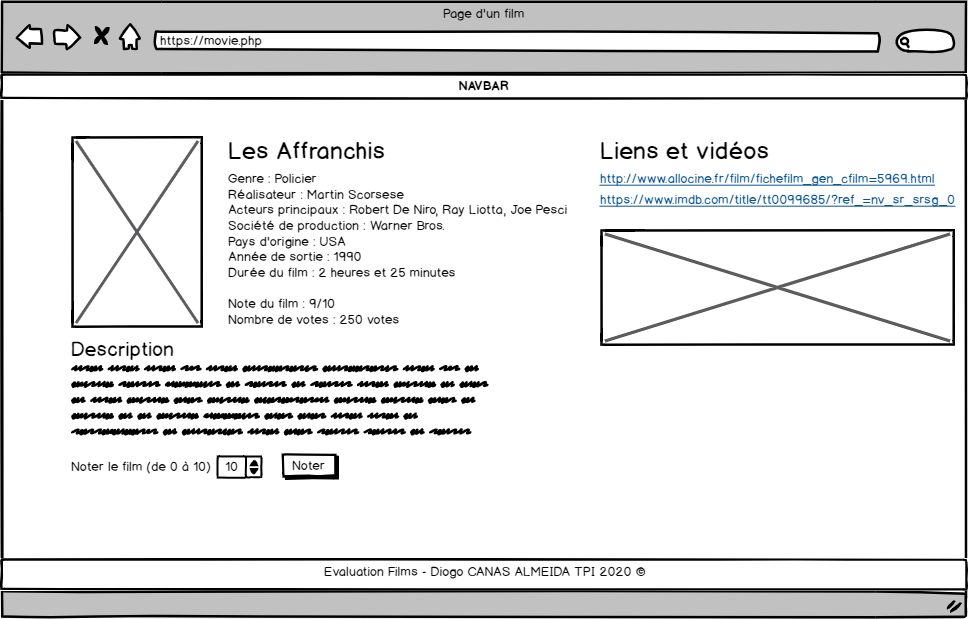 Page d'un film
https://movie.php
NAVBAR
Les Affranchis
Genre : Policier
Réalisateur : Martin Scorsese
Acteurs principaux : Robert De Niro, Ray Liotta, Joe Pesci
Société de production : Warner Bros.
Pays d'origine : USA
Année de sortie : 1990
Durée du film : 2 heures et 25 minutes
Note du film : 9/10
Nombre de votes : 250 votes
Liens et vidéos
http://www.allocine.fr/film/fichefilm_gen_cfilm=5969.html
https://www.imdb.com/title/tt0099685/?ref_=nv_sr_srsg_0
Description
Noter le film (de 0 à 10) 10 Noter
Evaluation Films - Diogo CANAS ALMEIDA TPI 2020 ©